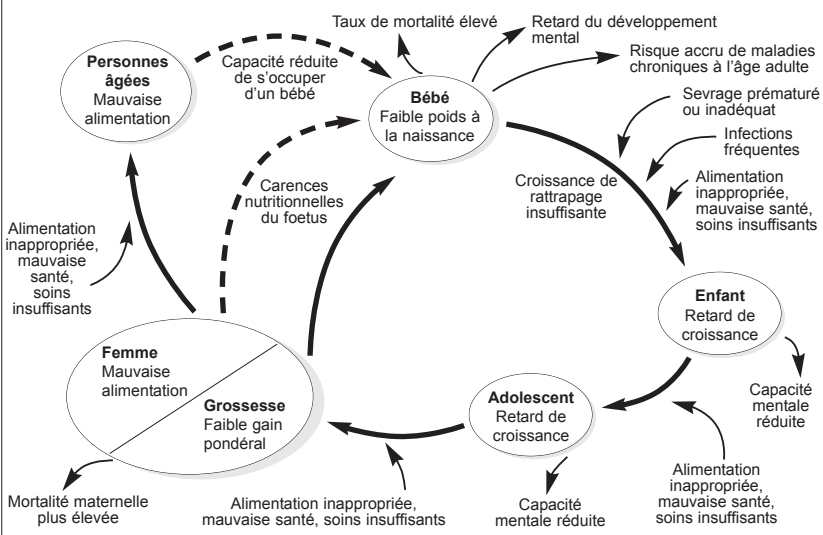 Taux de mortalité élevé
Retard du développement
mental
Risque accru de maladies
chroniques à l'âge adulte
Personnes
âgées
Mauvaise
alimentation
Capacité réduite
de s'occuper
d'un bébé
Bébé
Faible poids à
la naissance
Sevrage prématuré
ou inadéquat
Infections
fréquentes
Alimentation
inappropriée,
mauvaise santé,
soins insuffisants
Croissance de
rattrapage
insuffisante
Carences
nutritionnelles
du foetus
Alimentation
inappropriée,
mauvaise
santé,
soins
insuffisants
Enfant
Retard de
croissance
Femme
Mauvaise
alimentation
Grossesse
Faible gain
pondéral
Adolescent
Retard de
croissance
Capacité
mentale
réduite
Mortalité maternelle
plus élevée
Alimentation inappropriée,
mauvaise santé, soins insuffisants
Capacité
mentale réduite
Alimentation
inappropriée,
mauvaise santé,
soins insuffisants